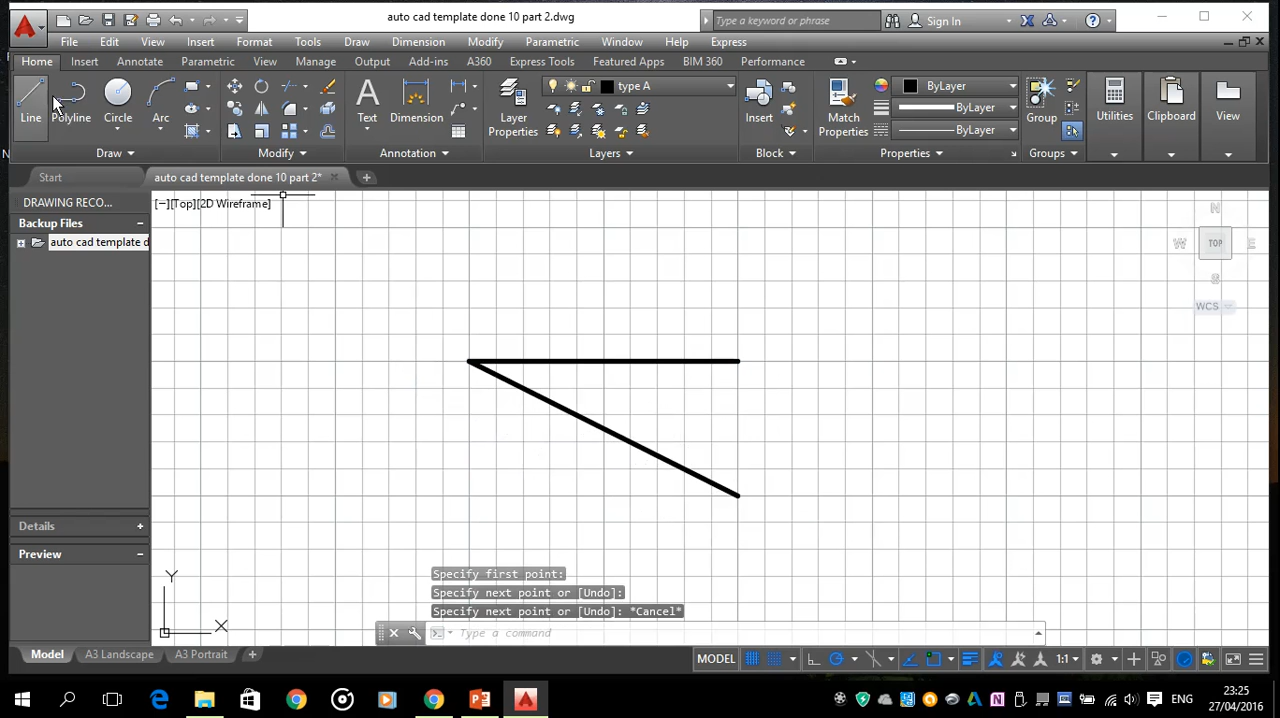 auto cad template done 10 part 2.dwg
Type a keyword or phrase
Sign In
File Edit View Insert Format Tools Draw Dimension Modify Parametric Window Help Express
Home Insert Annotate Parametric View Manage Output Add-ins A360 Express Tools Featured Apps BIM 360 Performance
Line Polyline Circle Arc
Text Dimension
Layer Properties
type A
Insert
Match Properties
ByLayer
ByLayer
ByLayer
Group Utilities Clipboard View
Draw Modify Annotation Layers Block Properties Groups
Start auto cad template done 10 part 2*
DRAWING RECO...
Backup Files
auto cad template d
Details
Preview
[−][Top][2D Wireframe]
N
W TOP E
S
WCS
Y
X
Specify first point:
Specify next point or [Undo]:
Specify next point or [Undo]: *Cancel*
Type a command
Model A3 Landscape A3 Portrait
MODEL 1:1
ENG
23:25
27/04/2016